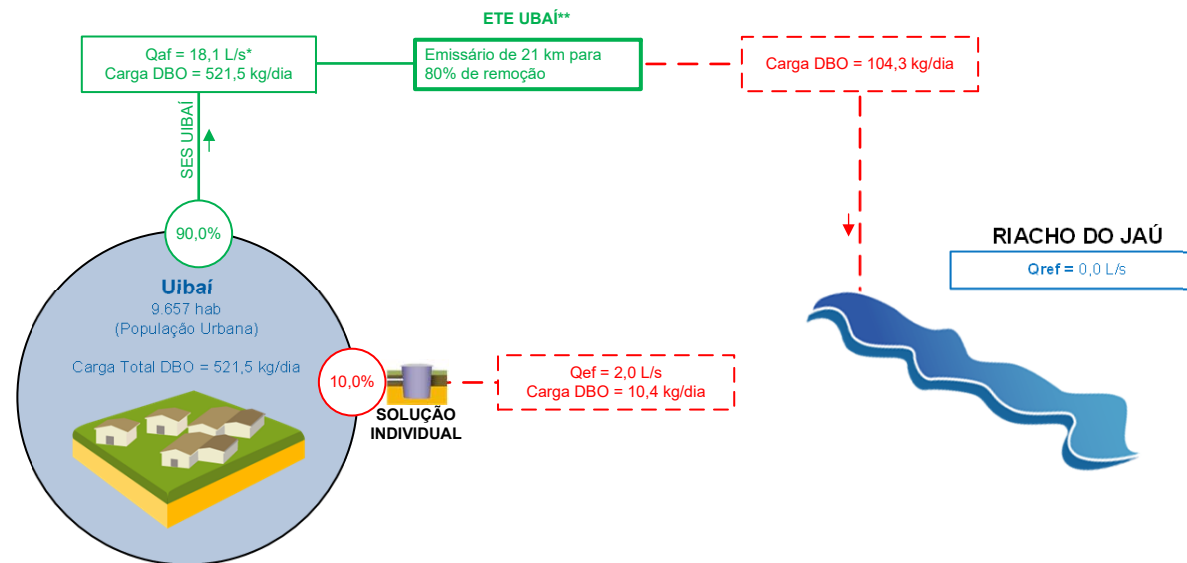 ETE UBAÍ**
Qaf = 18,1 L/s*
Carga DBO = 521,5 kg/dia
Emissário de 21 km para
80% de remoção
Carga DBO = 104,3 kg/dia
SES UIBAÍ
90,0%
RIACHO DO JAÚ
Qref = 0,0 L/s
Uibaí
9.657 hab
(População Urbana)
Carga Total DBO = 521,5 kg/dia
10,0%
SOLUÇÃO
INDIVIDUAL
Qef = 2,0 L/s
Carga DBO = 10,4 kg/dia